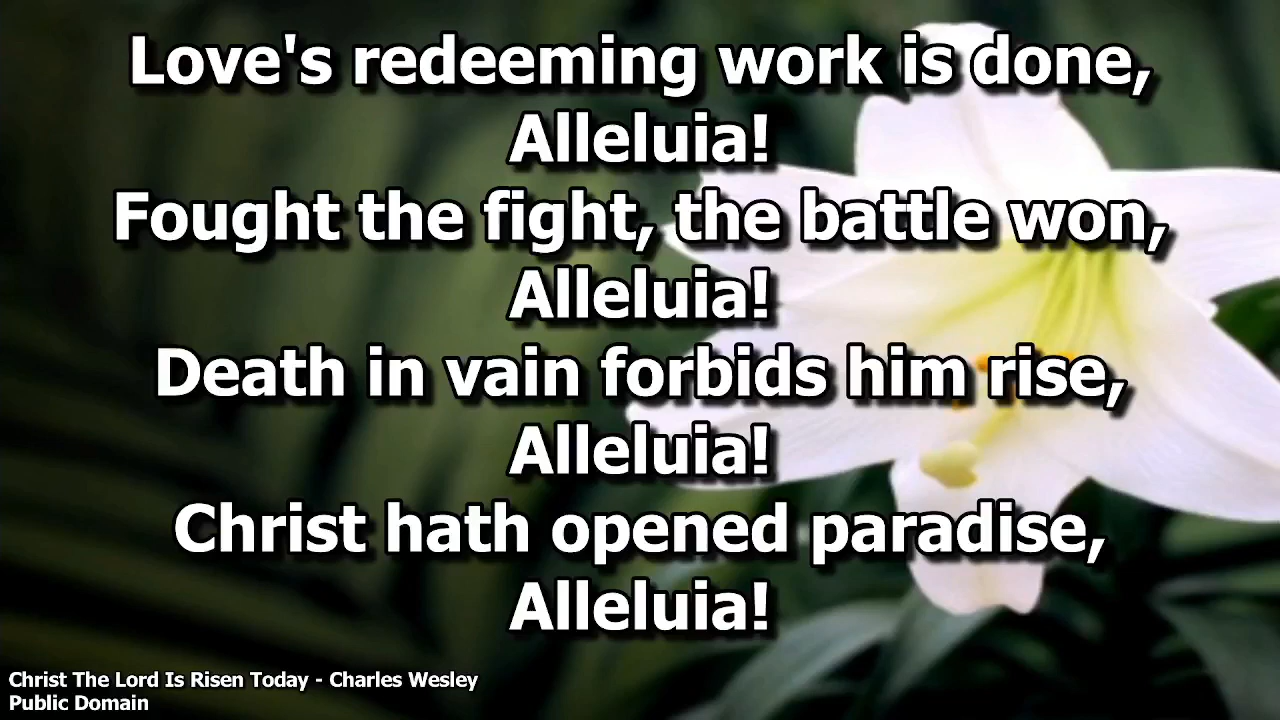 Love's redeeming work is done,
Alleluia!
Fought the fight, the battle won,
Alleluia!
Death in vain forbids him rise,
Alleluia!
Christ hath opened paradise,
Alleluia!
Christ The Lord Is Risen Today - Charles Wesley
Public Domain